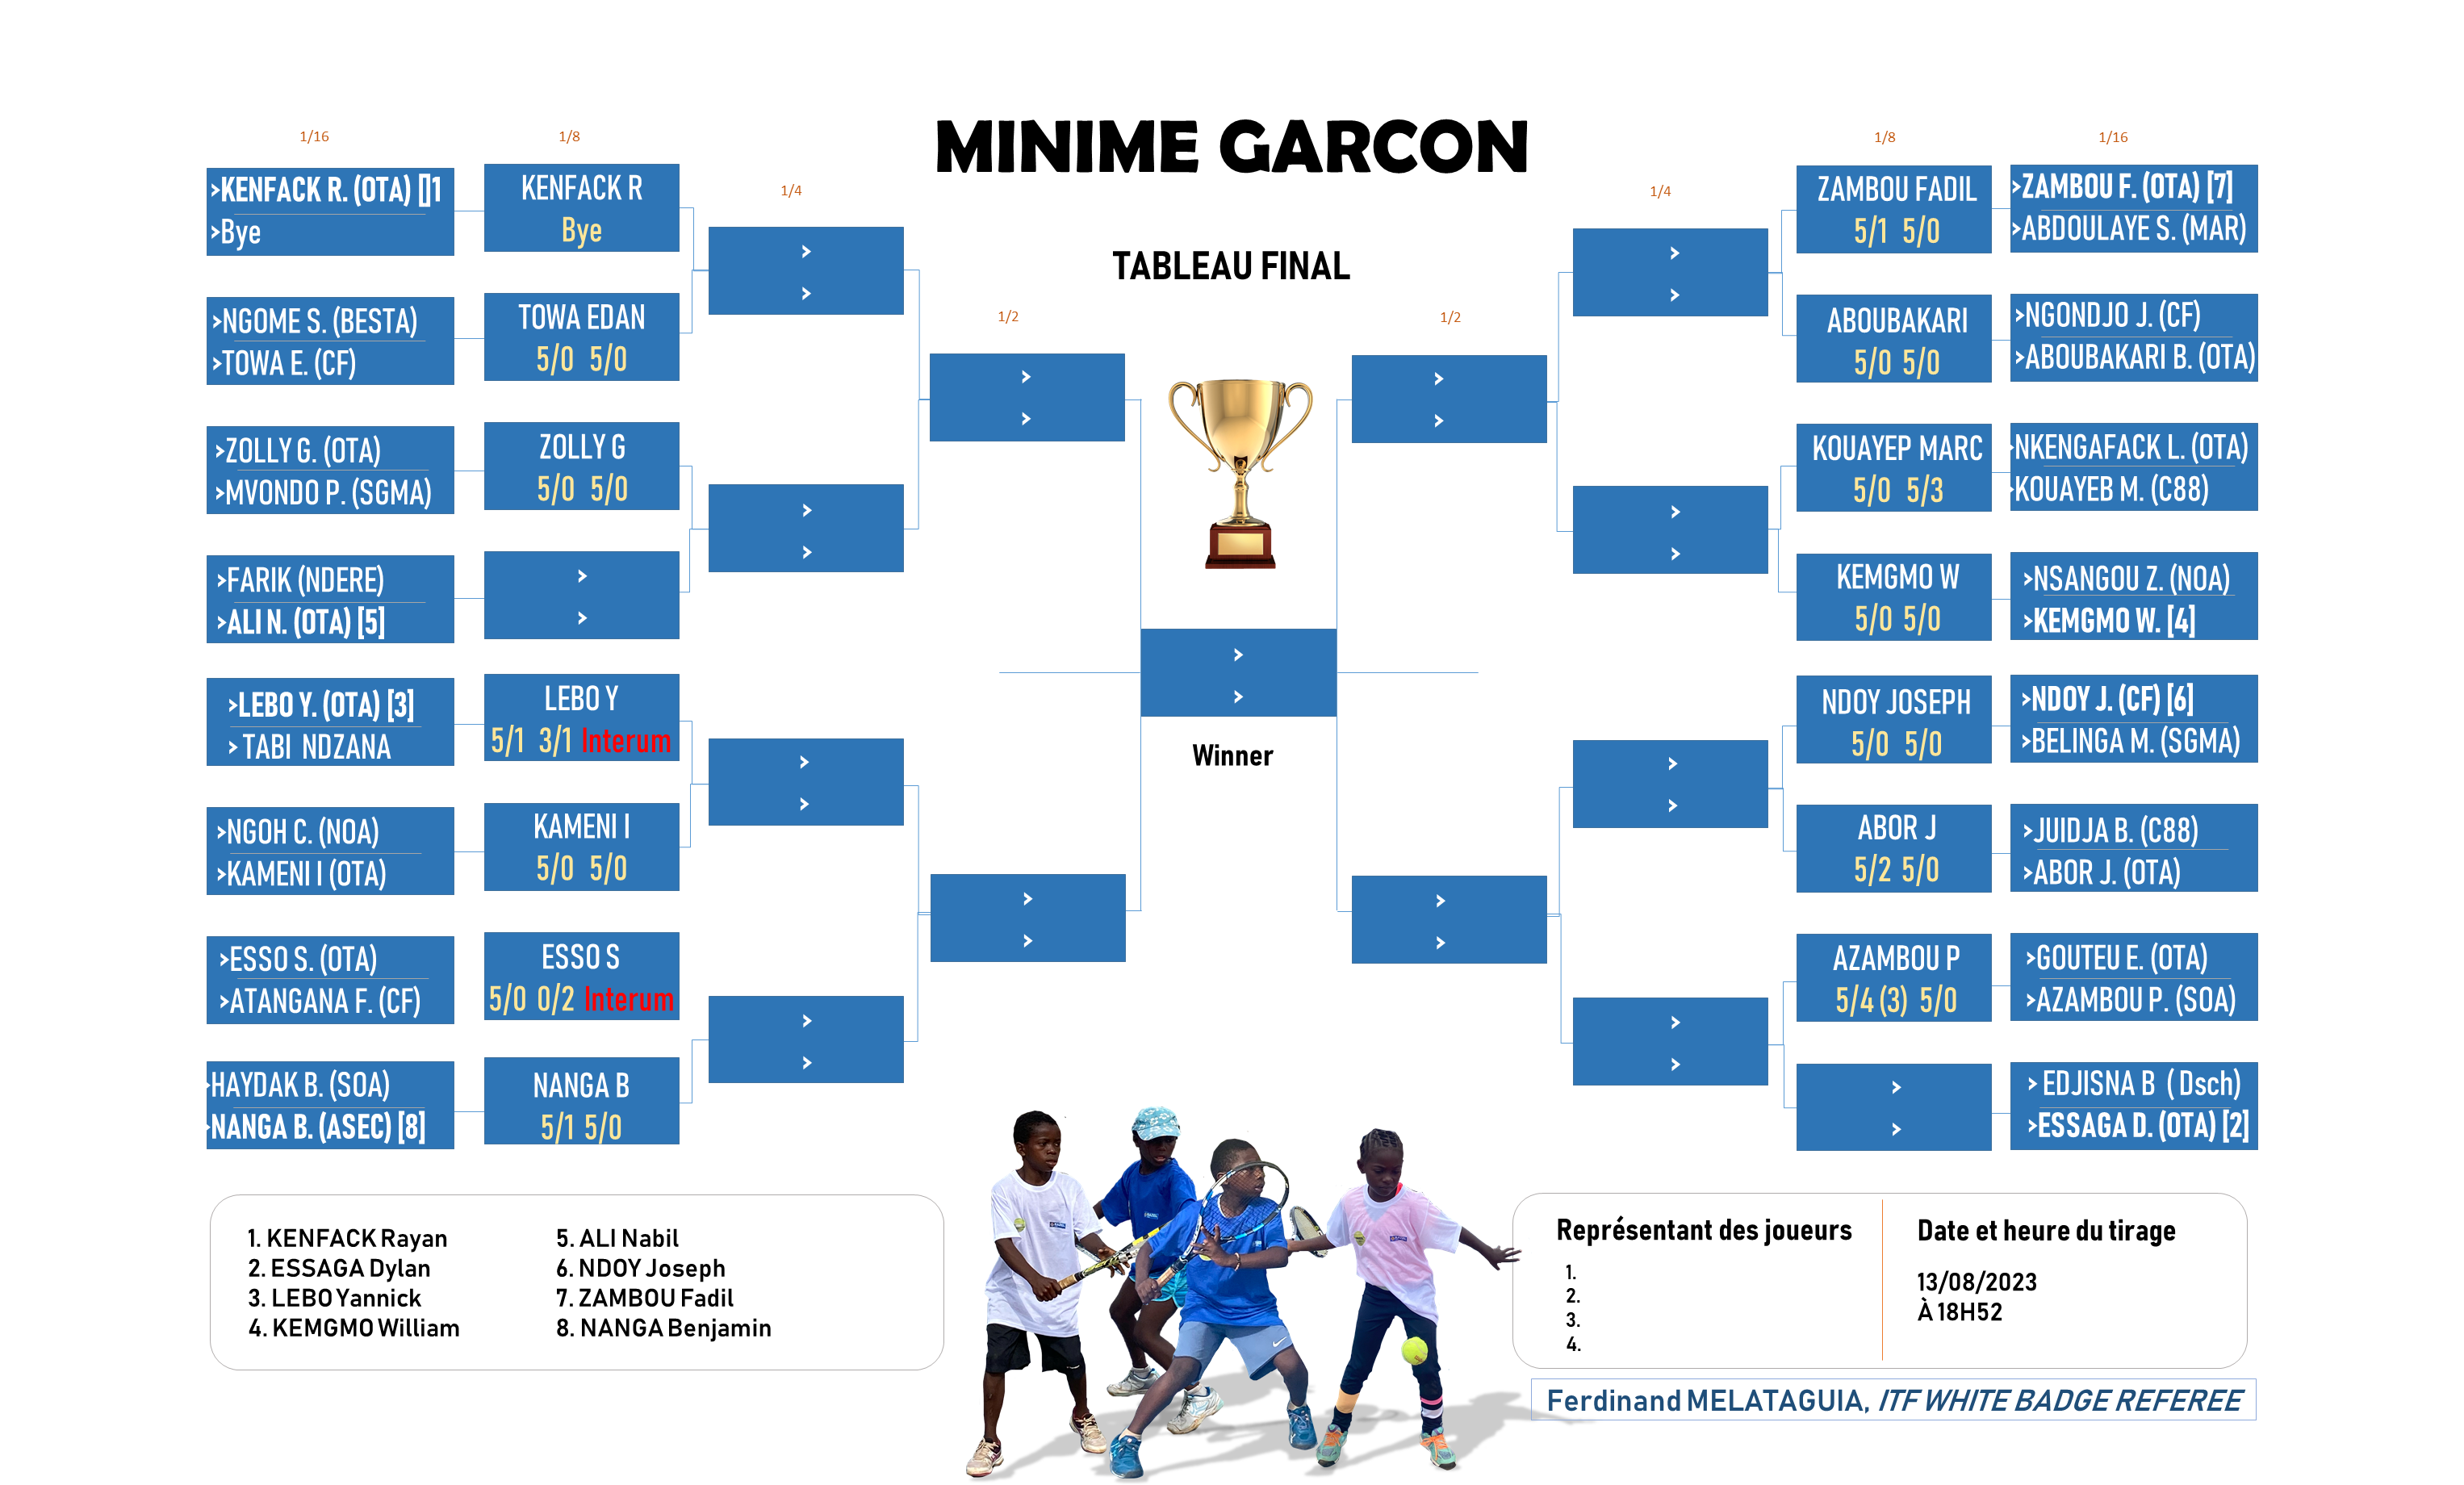 MINIME GARCON
TABLEAU FINAL
1/16
1/8
1/4
1/2
>KENFACK R. (OTA) []1
>Bye
>NGOME S. (BESTA)
>TOWA E. (CF)
>ZOLLY G. (OTA)
>MVONDO P. (SGMA)
>FARIK (NDERE)
>ALI N. (OTA) [5]
>LEBO Y. (OTA) [3]
> TABI NDZANA
>NGOH C. (NOA)
>KAMENI I (OTA)
>ESSO S. (OTA)
>ATANGANA F. (CF)
>HAYDAK B. (SOA)
>NANGA B. (ASEC) [8]
KENFACK R
Bye
TOWA EDAN
5/0 5/0
ZOLLY G
5/0 5/0
>
>
LEBO Y
5/1 3/1 Interum
KAMENI I
5/0 5/0
ESSO S
5/0 0/2 Interum
NANGA B
5/1 5/0
>
>
>
>
>
>
>
>
>
>
>
>
>
>
Winner
1/2
1/4
1/8
1/16
>
>
>
>
>
>
>
>
>
>
>
>
ZAMBOU FADIL
5/1 5/0
ABOUBAKARI
5/0 5/0
KOUAYEP MARC
5/0 5/3
KEMGMO W
5/0 5/0
NDOY JOSEPH
5/0 5/0
ABOR J
5/2 5/0
AZAMBOU P
5/4 (3) 5/0
>
>
>ZAMBOU F. (OTA) [7]
>ABDOULAYE S. (MAR)
>NGONDJO J. (CF)
>ABOUBAKARI B. (OTA)
>NKENGAFACK L. (OTA)
>KOUAYEB M. (C88)
>NSANGOU Z. (NOA)
>KEMGMO W. [4]
>NDOY J. (CF) [6]
>BELINGA M. (SGMA)
>JUIDJA B. (C88)
>ABOR J. (OTA)
>GOUTEU E. (OTA)
>AZAMBOU P. (SOA)
> EDJISNA B ( Dsch)
>ESSAGA D. (OTA) [2]
1. KENFACK Rayan
2. ESSAGA Dylan
3. LEBO Yannick
4. KEMGMO William
5. ALI Nabil
6. NDOY Joseph
7. ZAMBOU Fadil
8. NANGA Benjamin
Représentant des joueurs
1.
2.
3.
4.
Date et heure du tirage
13/08/2023
À 18H52
Ferdinand MELATAGUIA, ITF WHITE BADGE REFEREE